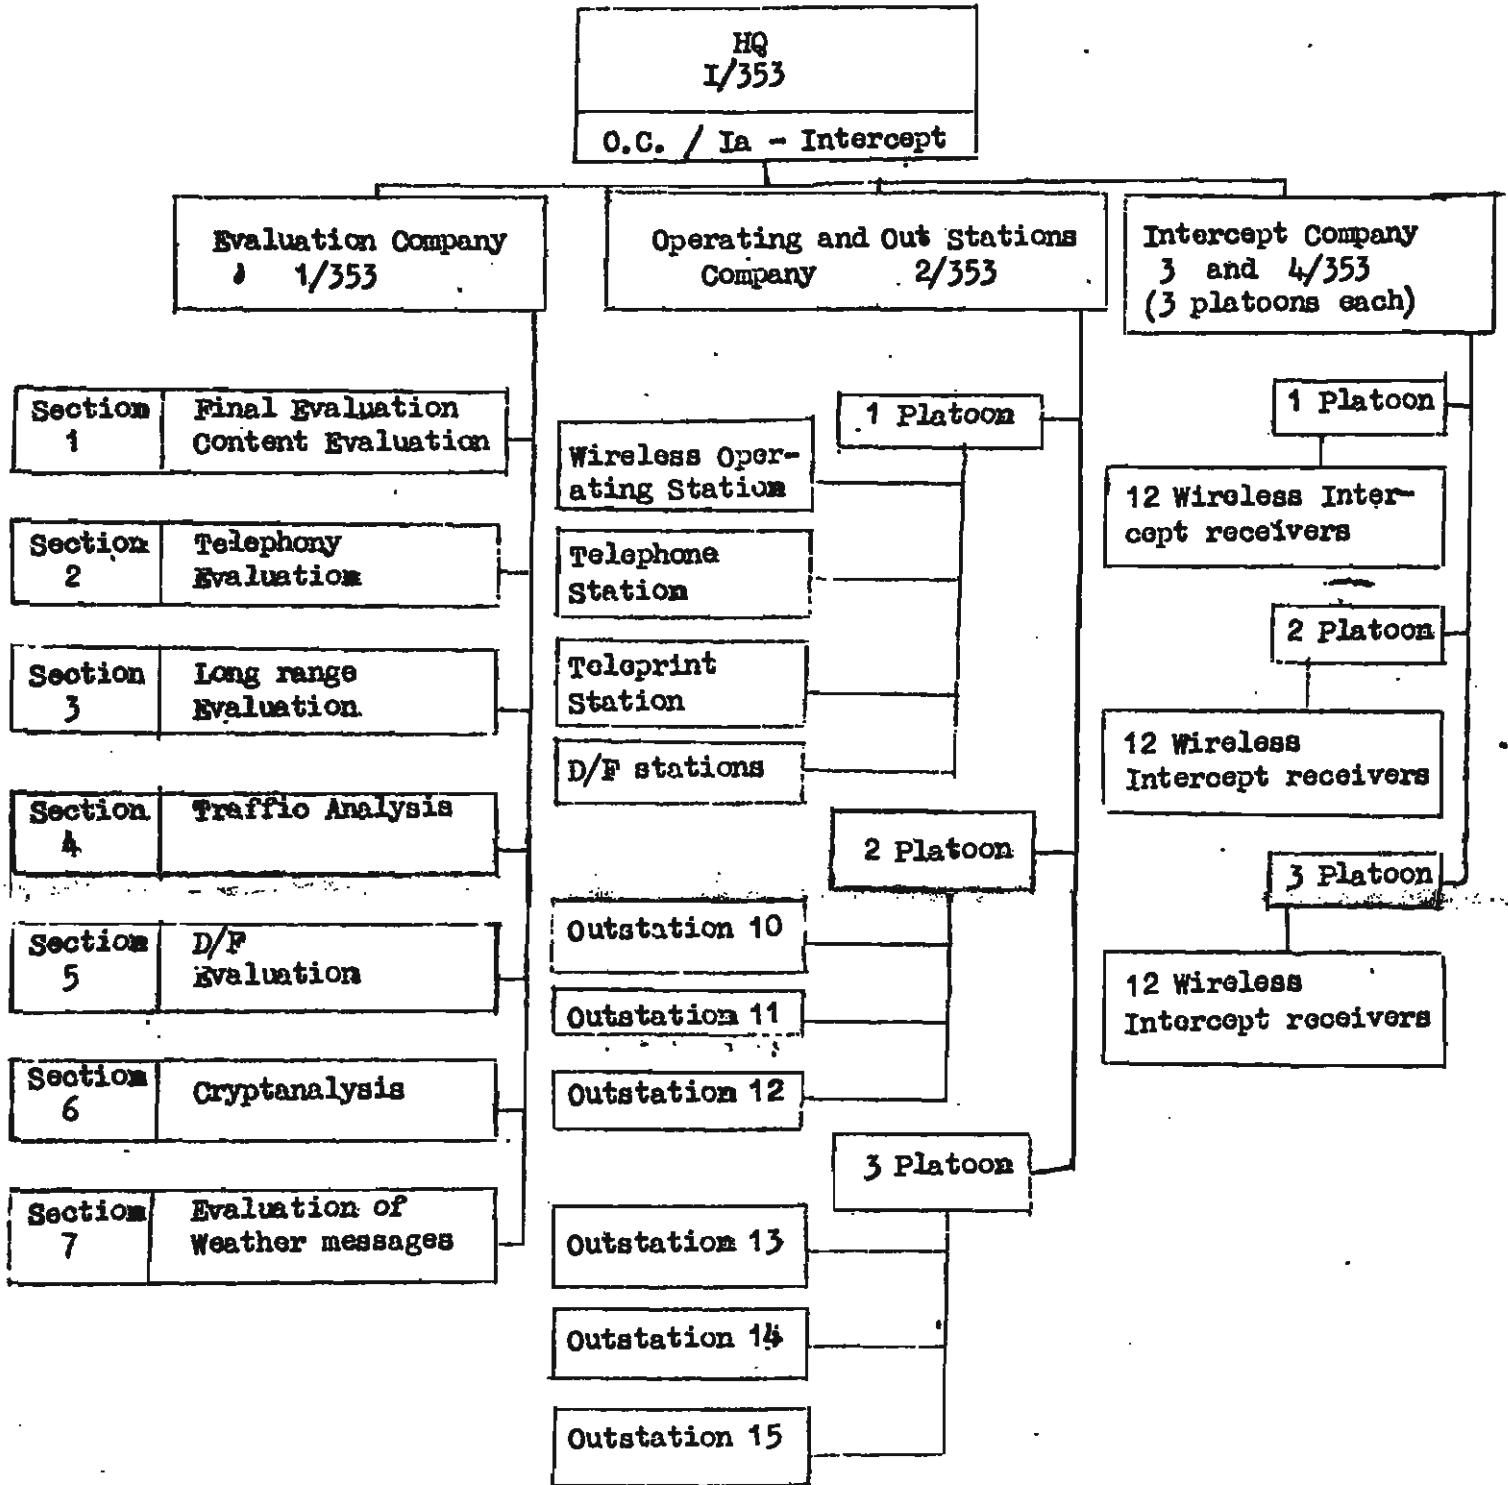 HQ
I/353
O.C. / Ia - Intercept
Evaluation Company
1/353
Operating and Out Stations
Company 2/353
Intercept Company
3 and 4/353
(3 platoons each)
Section
1
Final Evaluation
Content Evaluation
Section
2
Telephony
Evaluation
Section
3
Long range
Evaluation
Section
4
Traffic Analysis
Section
5
D/F
Evaluation
Section
6
Cryptanalysis
Section
7
Evaluation of
Weather messages
1 Platoon
Wireless Oper-
ating Station
Telephone
Station
Teleprint
Station
D/F stations
2 Platoon
Outstation 10
Outstation 11
Outstation 12
3 Platoon
Outstation 13
Outstation 14
Outstation 15
1 Platoon
12 Wireless Inter-
cept receivers
2 Platoon
12 Wireless
Intercept receivers
3 Platoon
12 Wireless
Intercept receivers